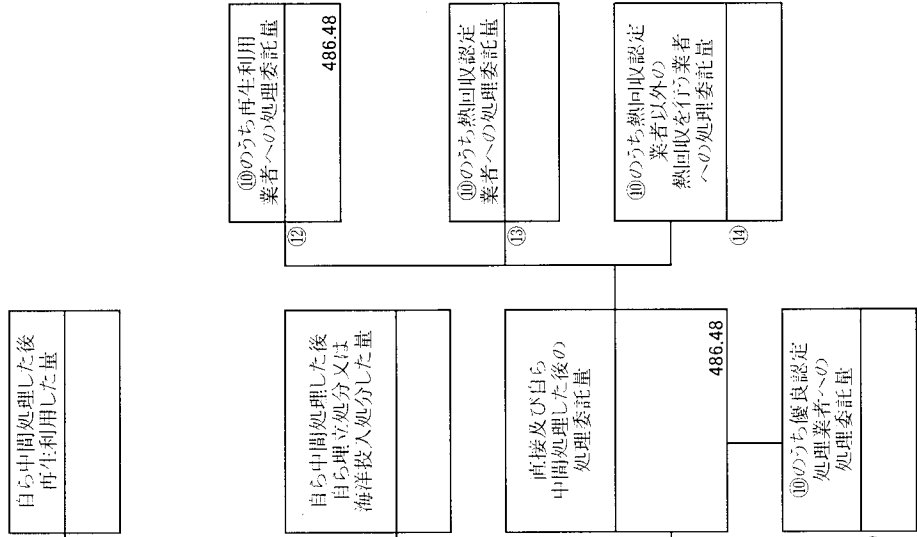 自ら中間処理した後
再生利用した量
自ら中間処理した後
自ら埋立処分又は
海洋投入処分した量
直接及び自ら
中間処理した後の
処理委託量
486.48
⑩のうち優良認定
処理業者への
処理委託量
⑩のうち再生利用
業者への処理委託量
486.48
⑫
⑩のうち熱回収認定
業者への処理委託量
⑬
⑩のうち熱回収認定
業者以外の
熱回収を行う業者
への処理委託量
⑭